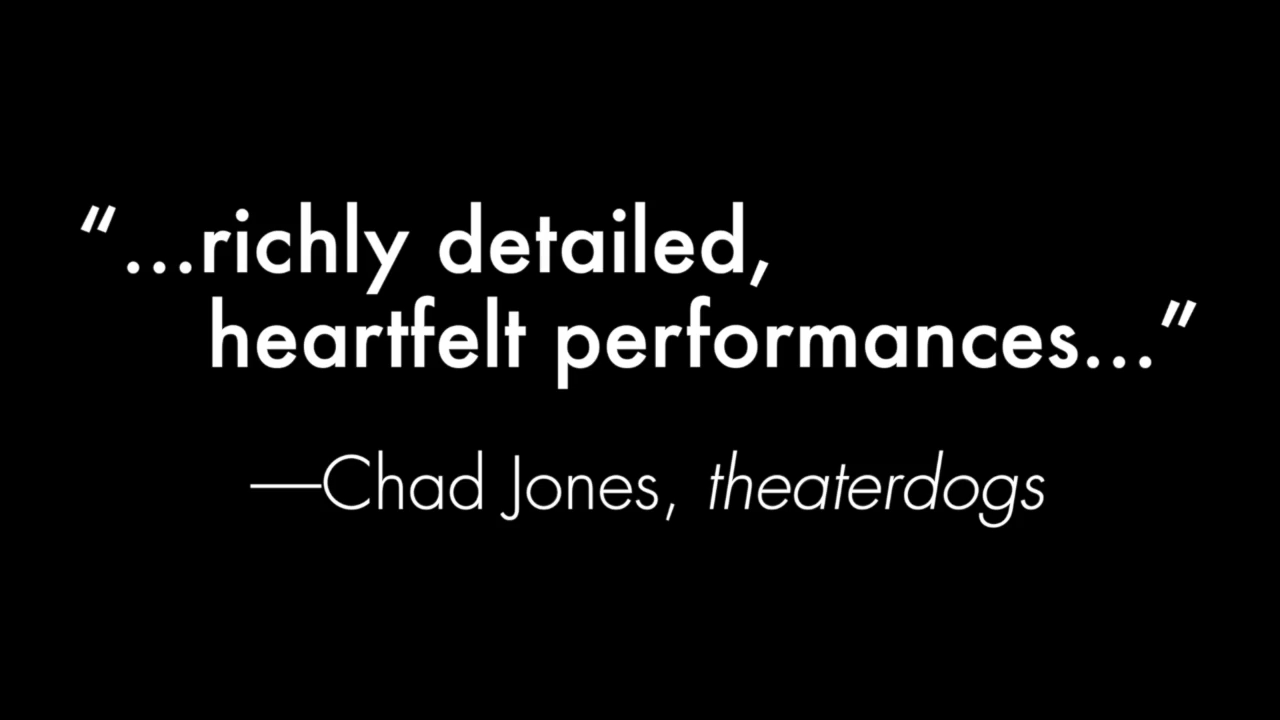 “...richly detailed,
heartfelt performances...”
—Chad Jones, theaterdogs